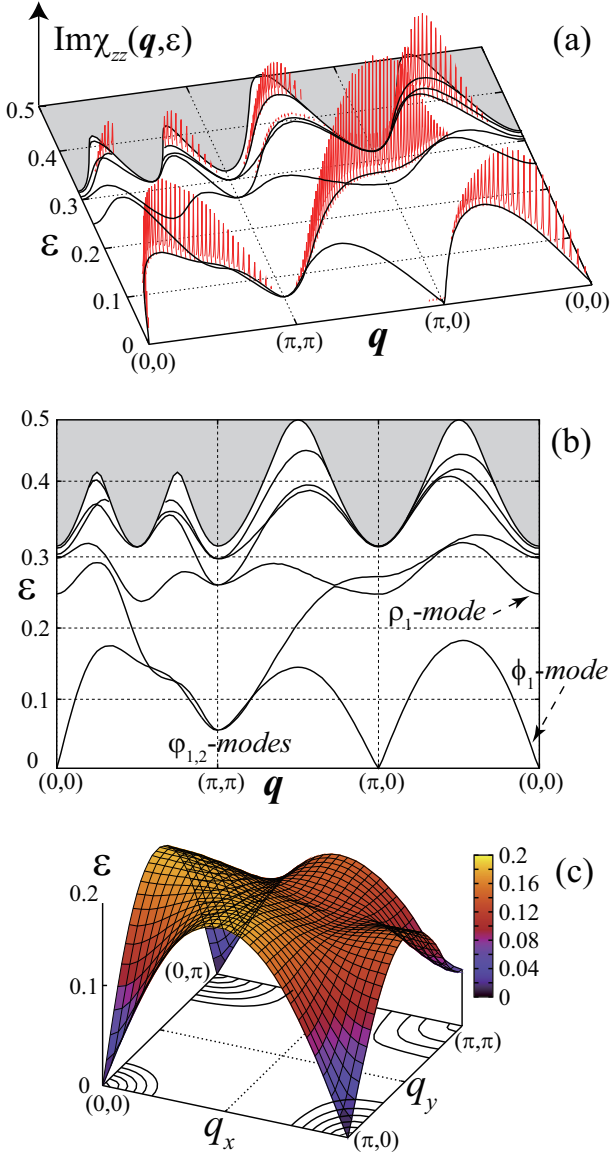 Imχzz(q,ε)
(a)
0.5
0.4
0.3
ε
0.2
0.1
0
(0,0)
(π,π)
q
(π,0)
(0,0)
(b)
0.5
0.4
0.3
ε
0.2
0.1
0
ρ1-mode
ϕ1-mode
φ1,2-modes
(0,0)
(π,π)
q
(π,0)
(0,0)
(c)
ε
0.2
0.1
0
0.2
0.16
0.12
0.08
0.04
0
(0,π)
(π,π)
(0,0)
qx
qy
(π,0)